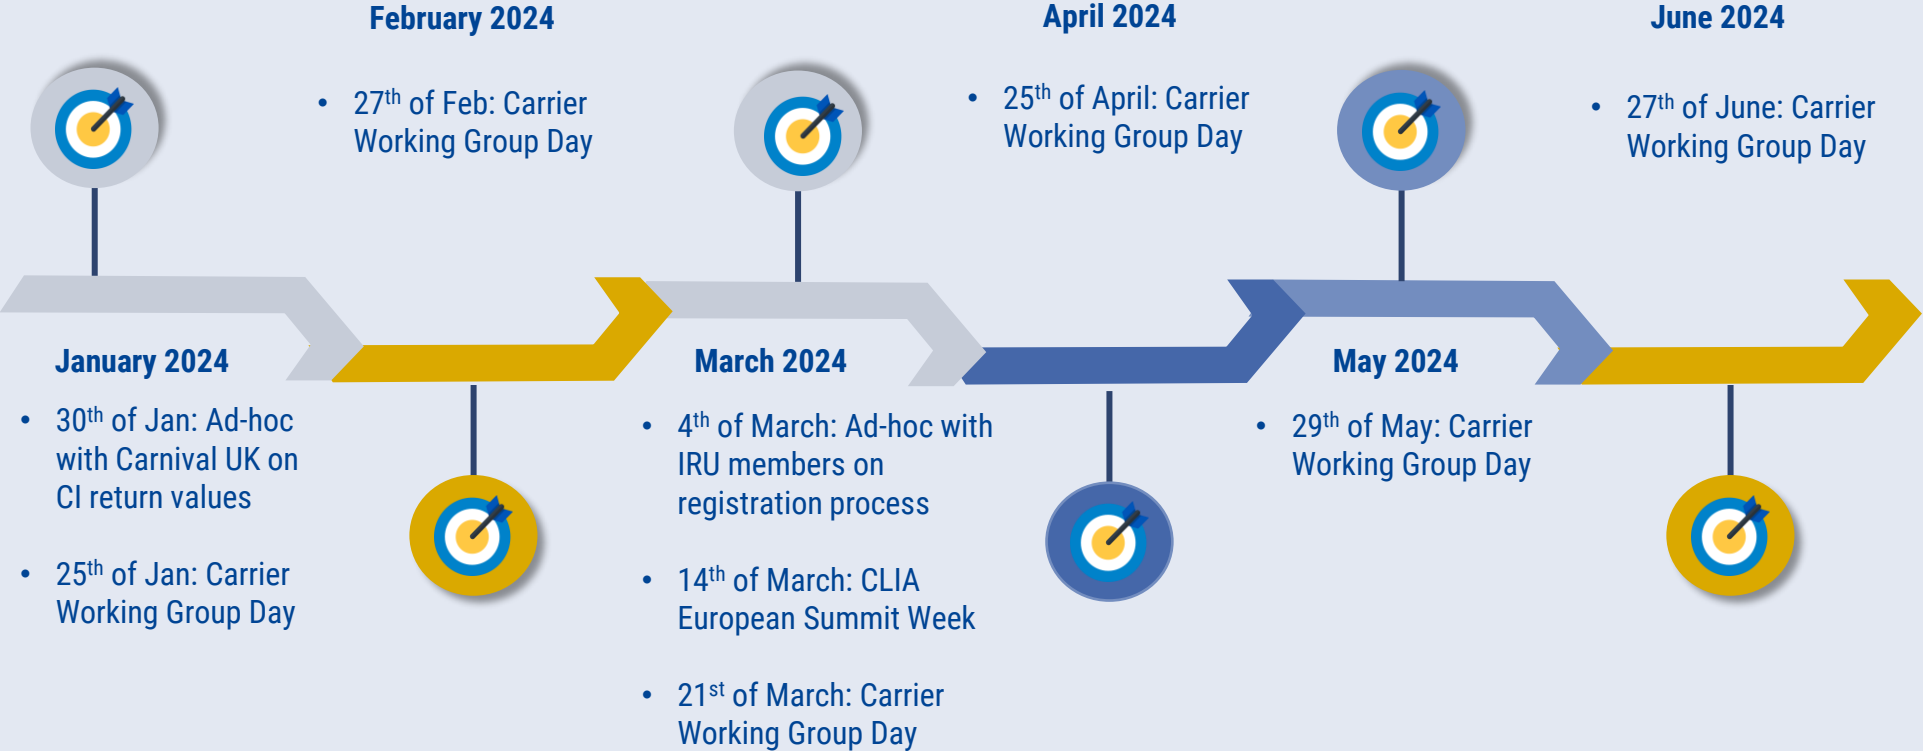 February 2024
• 27th of Feb: Carrier
Working Group Day
April 2024
• 25th of April: Carrier
Working Group Day
June 2024
• 27th of June: Carrier
Working Group Day
January 2024
• 30th of Jan: Ad-hoc
with Carnival UK on
CI return values
• 25th of Jan: Carrier
Working Group Day
March 2024
• 4th of March: Ad-hoc with
IRU members on
registration process
• 14th of March: CLIA
European Summit Week
• 21st of March: Carrier
Working Group Day
May 2024
• 29th of May: Carrier
Working Group Day